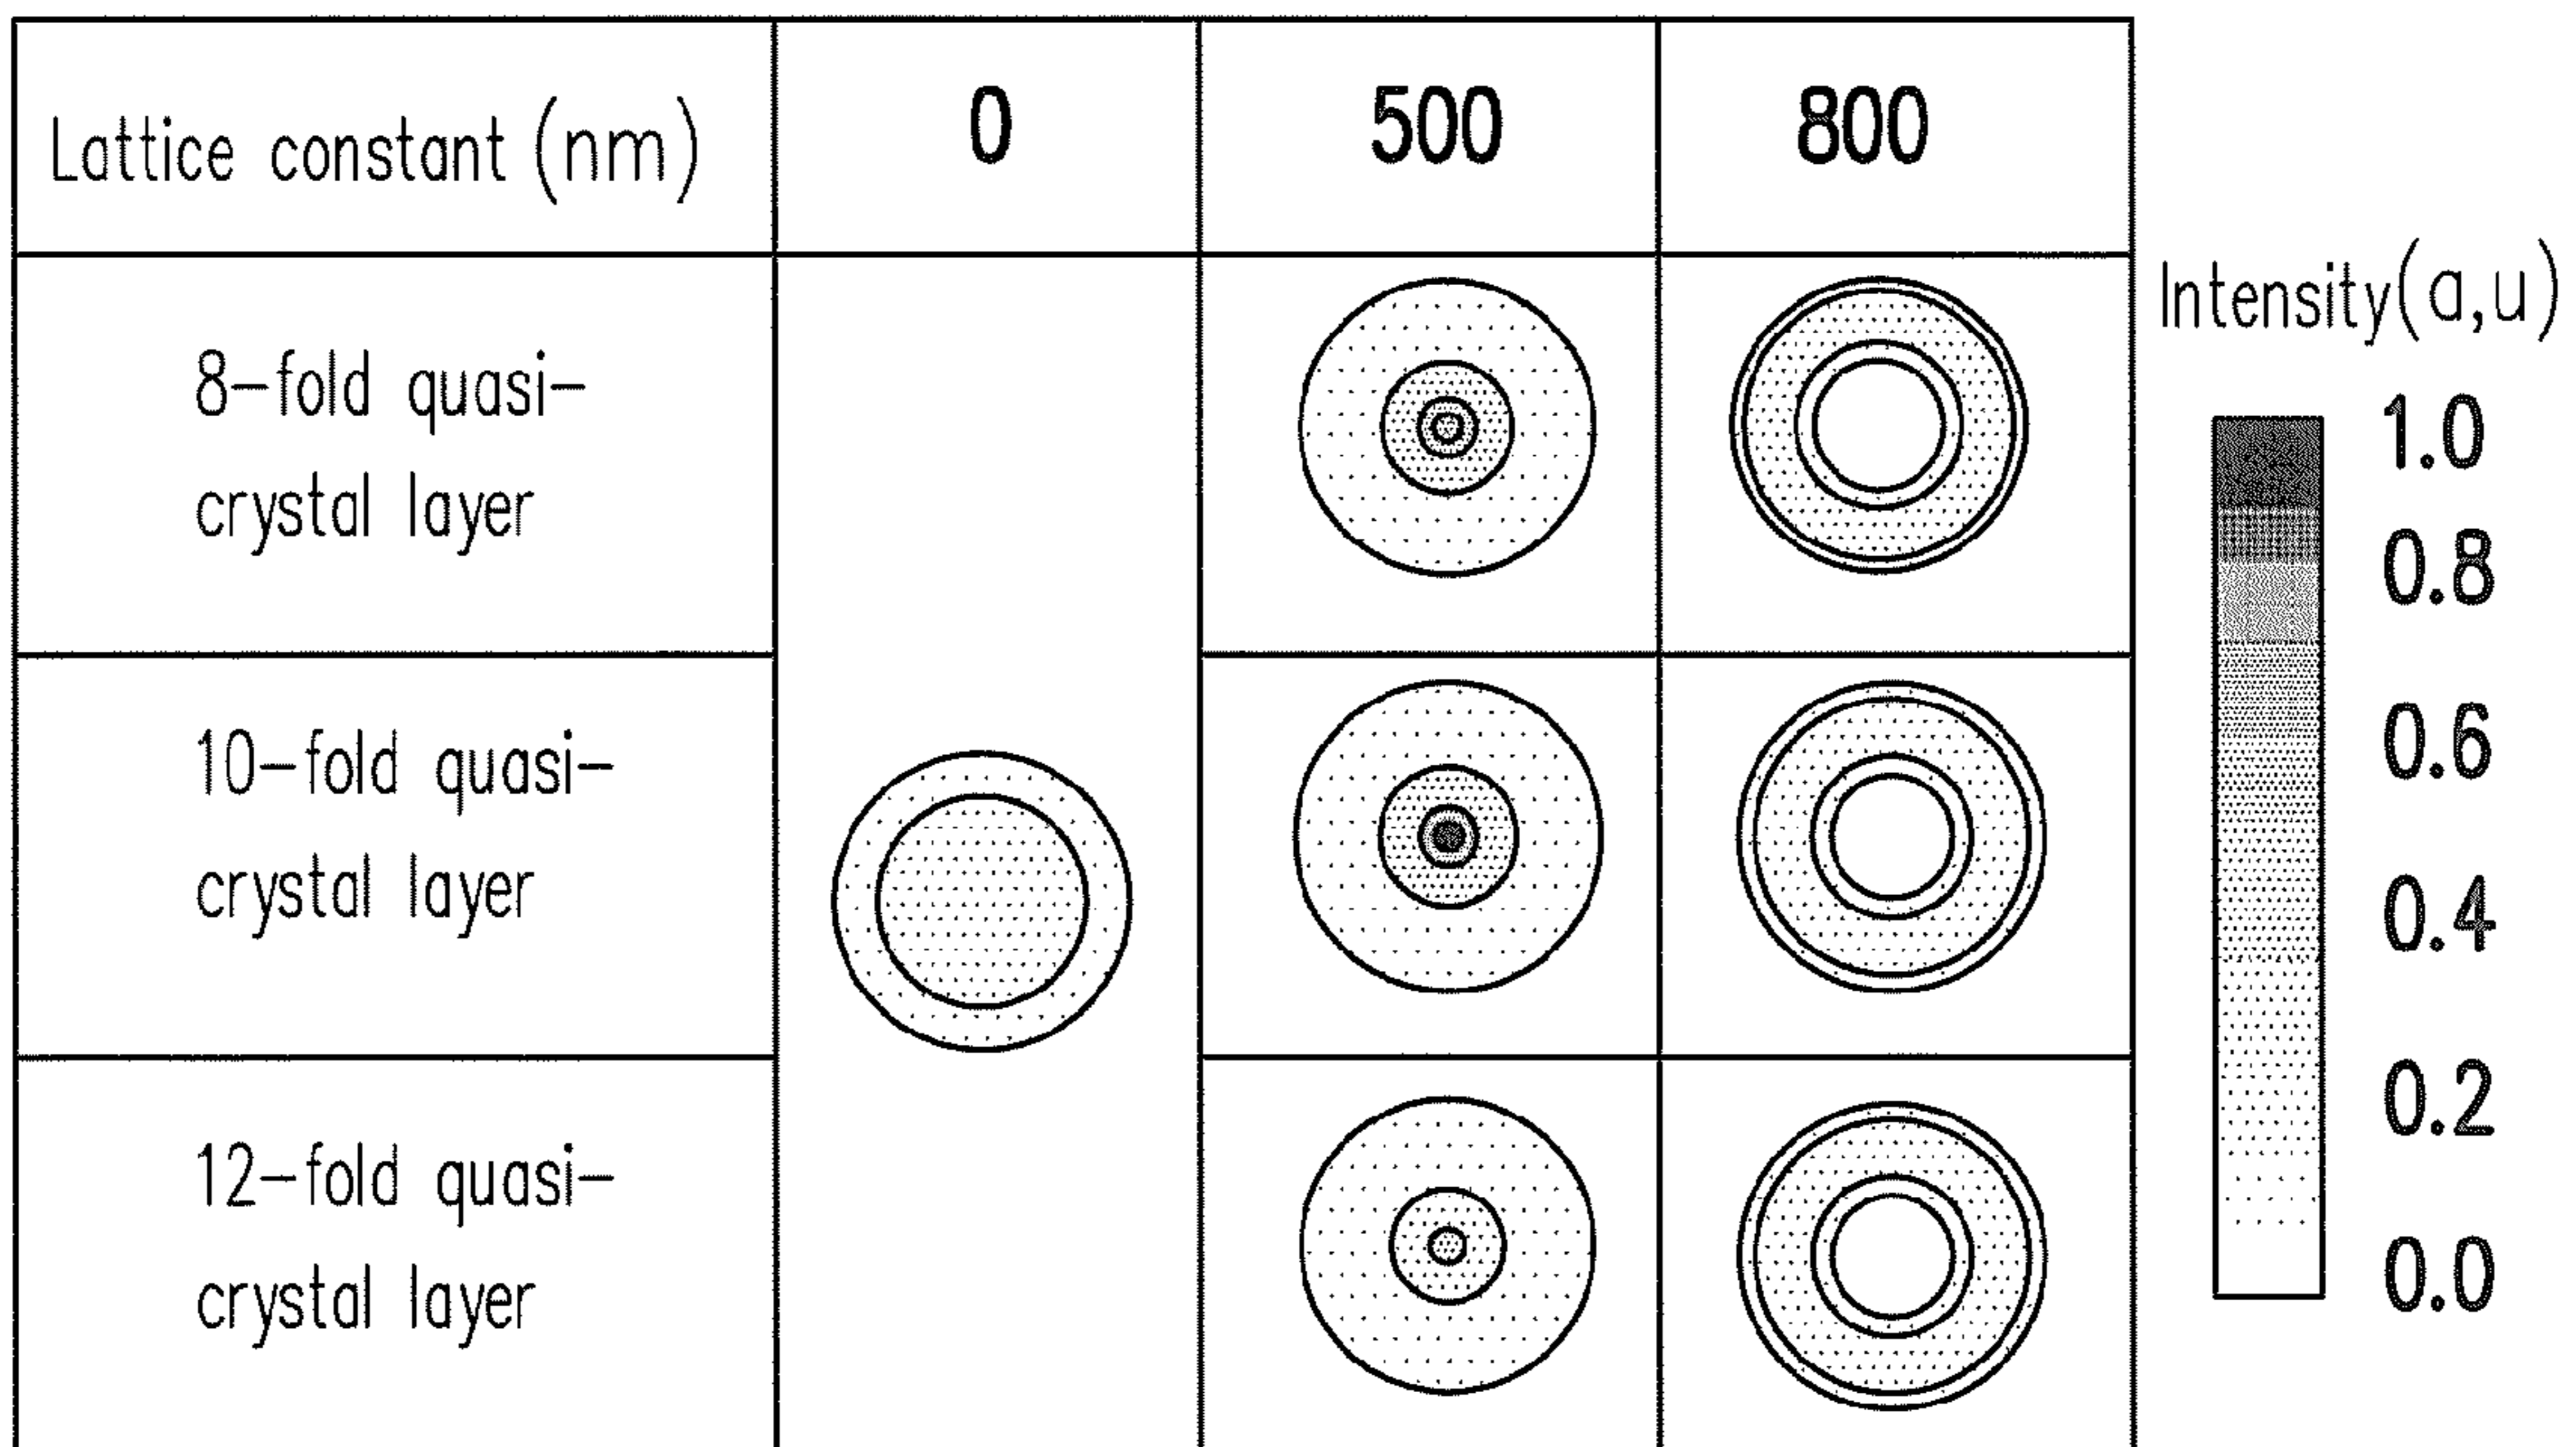 Lattice constant (nm)
0
500
800
8-fold quasi-
crystal layer
10-fold quasi-
crystal layer
12-fold quasi-
crystal layer
Intensity(a,u)
1.0
0.8
0.6
0.4
0.2
0.0